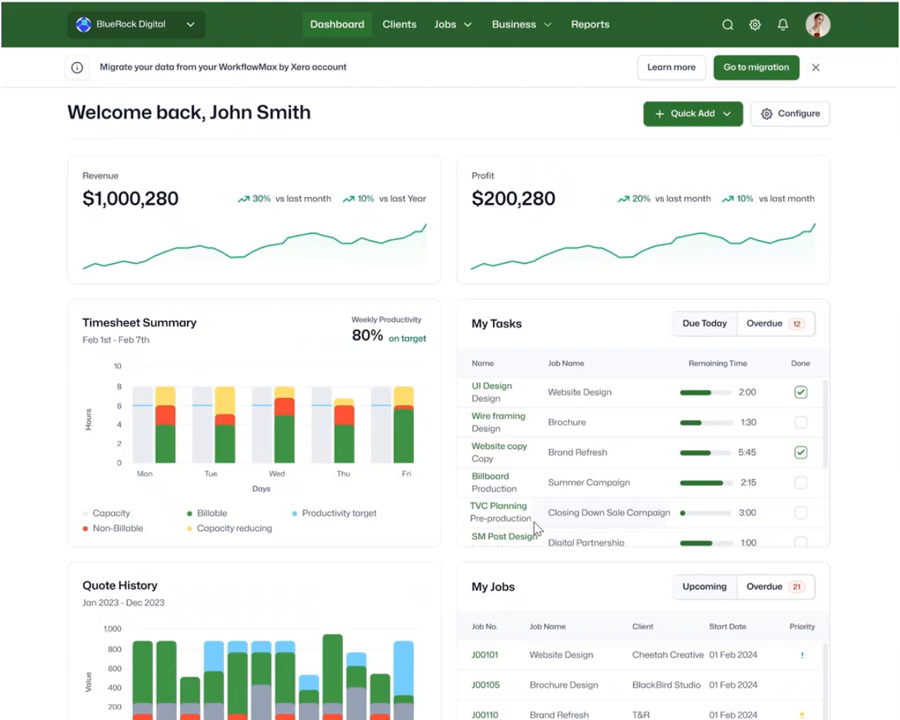 BlueRock Digital
Dashboard Clients Jobs Business Reports
Migrate your data from your WorkflowMax by Xero account
Learn more Go to migration
Welcome back, John Smith
Quick Add Configure
Revenue
$1,000,280 30% vs last month 10% vs last Year
Profit
$200,280 20% vs last month 10% vs last month
Timesheet Summary
Feb 1st - Feb 7th
Weekly Productivity
80% on target
Hours
10
8
6
4
2
0
Mon Tue Wed Thu Fri
Days
Capacity Billable Productivity target
Non-Billable Capacity reducing
My Tasks Due Today Overdue 12
Name Job Name Remaining Time Done
UI Design
Design Website Design 2:00
Wire framing
Design Brochure 1:30
Website copy
Copy Brand Refresh 5:45
Billboard
Production Summer Campaign 2:15
TVC Planning
Pre-production Closing Down Sale Campaign 3:00
SM Post Design Digital Partnership 1:00
Quote History
Jan 2023 - Dec 2023
Value
1,000
800
600
400
200
My Jobs Upcoming Overdue 21
Job No. Job Name Client Start Date Priority
J00101 Website Design Cheetah Creative 01 Feb 2024 !
J00105 Brochure Design BlackBird Studio 01 Feb 2024
J00110 Brand Refresh T&R 01 Feb 2024